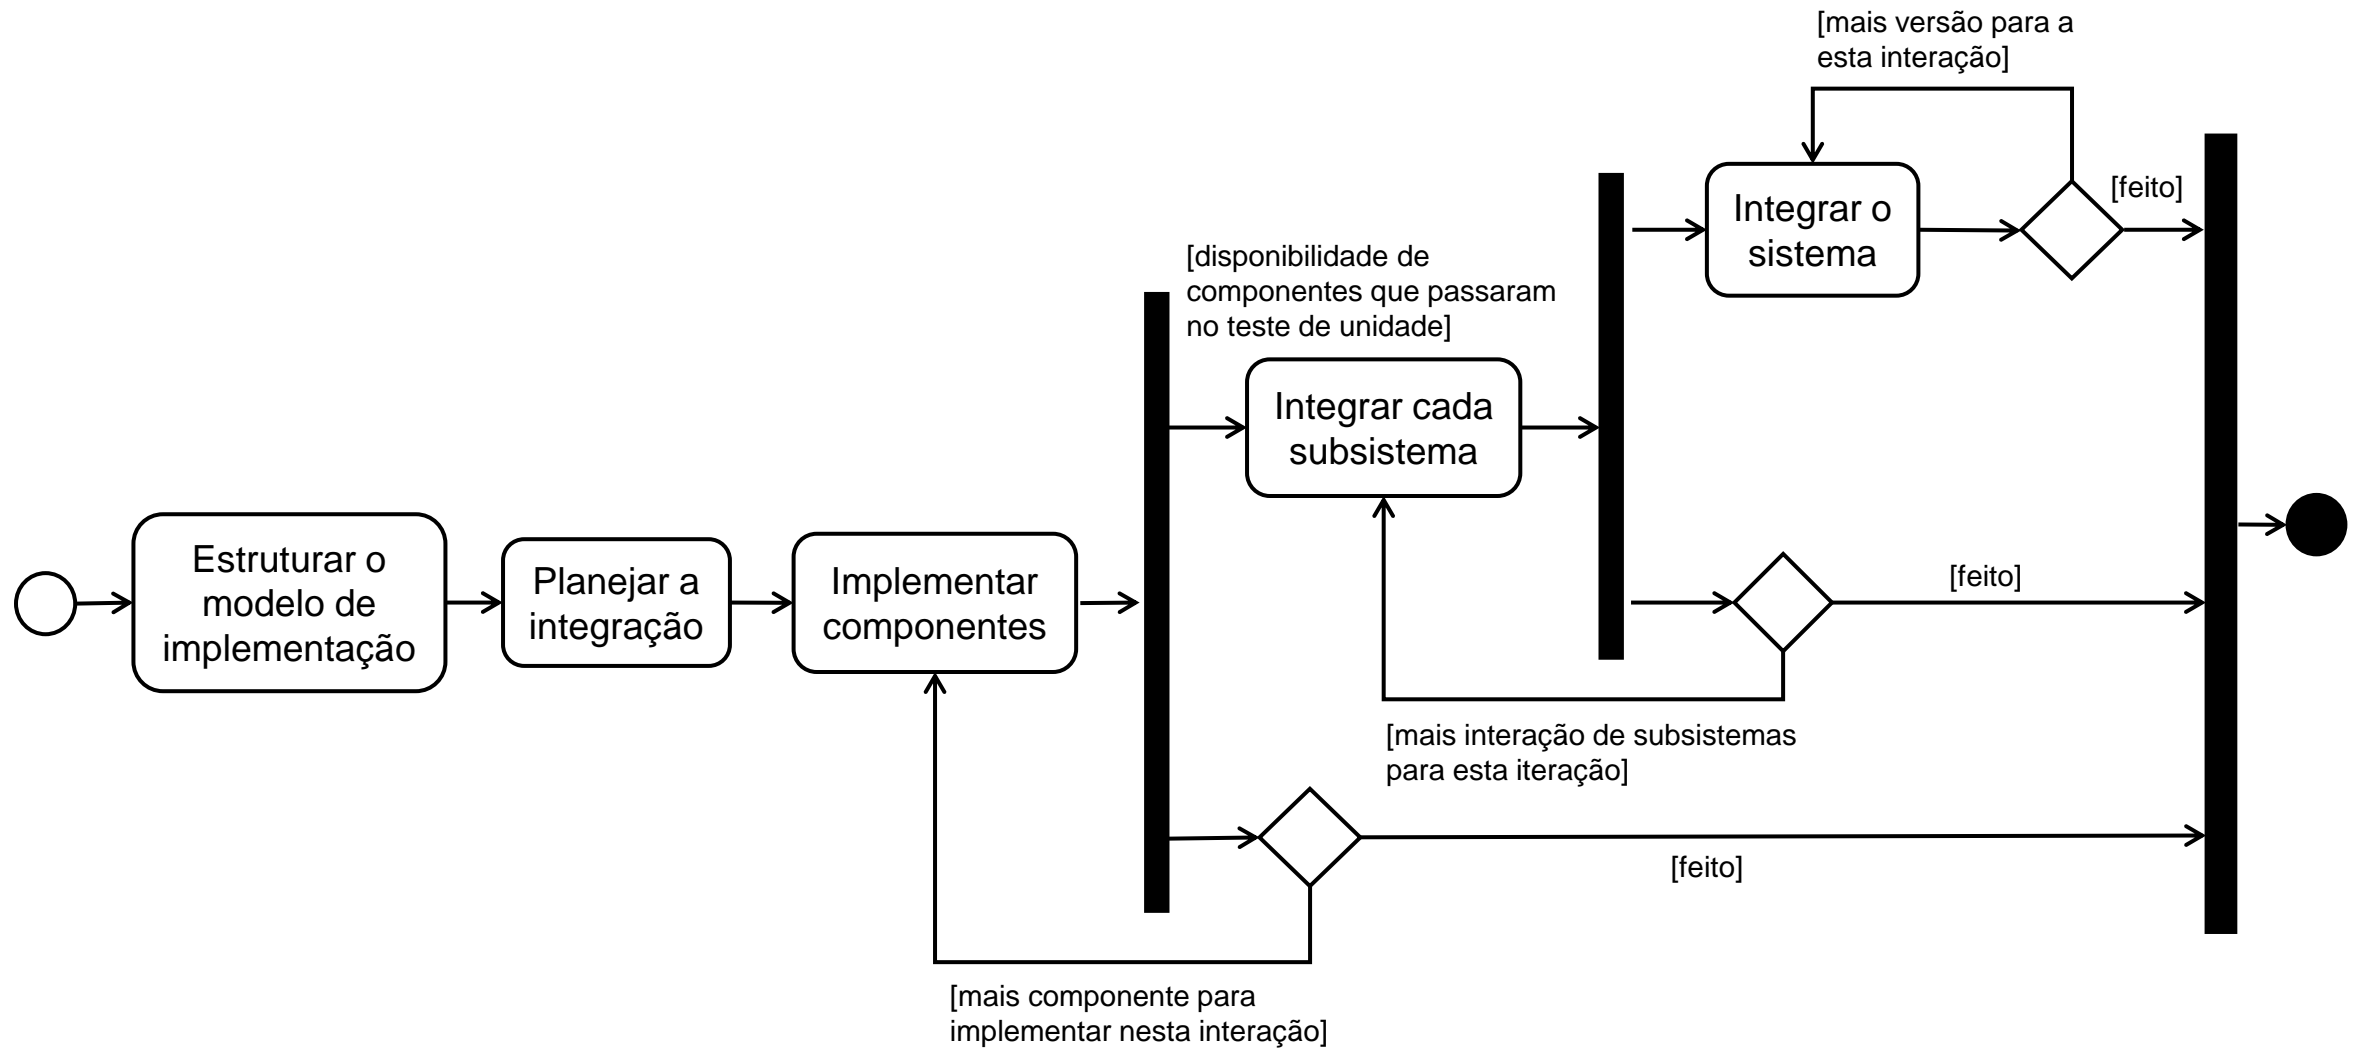 [mais versão para a
esta interação]
[feito]
Integrar o
sistema
[disponibilidade de
componentes que passaram
no teste de unidade]
Integrar cada
subsistema
Estruturar o
modelo de
implementação
Planejar a
integração
Implementar
componentes
[feito]
[mais interação de subsistemas
para esta iteração]
[feito]
[mais componente para
implementar nesta interação]